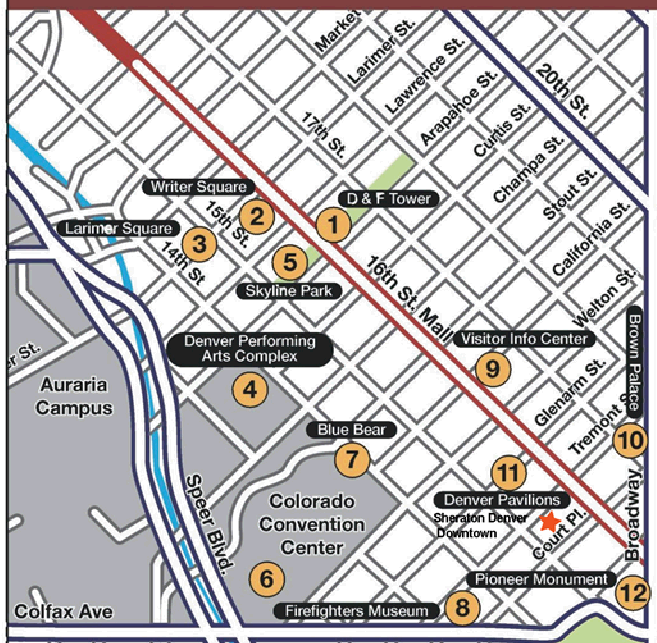 Market
Larimer St.
Lawrence St.
20th St.
17th St.
Arapahoe St.
Curtis St.
Champa St.
Stout St.
California St.
Welton St.
Writer Square
2
D & F Tower
1
15th St.
Larimer Square
3
14th St
5
Skyline Park
16th St. Mall
Denver Performing
Arts Complex
4
Visitor Info Center
9
Brown Palace
10
er St.
Auraria
Campus
Glenarm St.
Tremont
Blue Bear
7
11
Denver Pavilions
Sheraton Denver
Downtown
Court Pl.
Broadway
Speer Blvd.
Colorado
Convention
Center
6
Pioneer Monument
12
Firefighters Museum
8
Colfax Ave